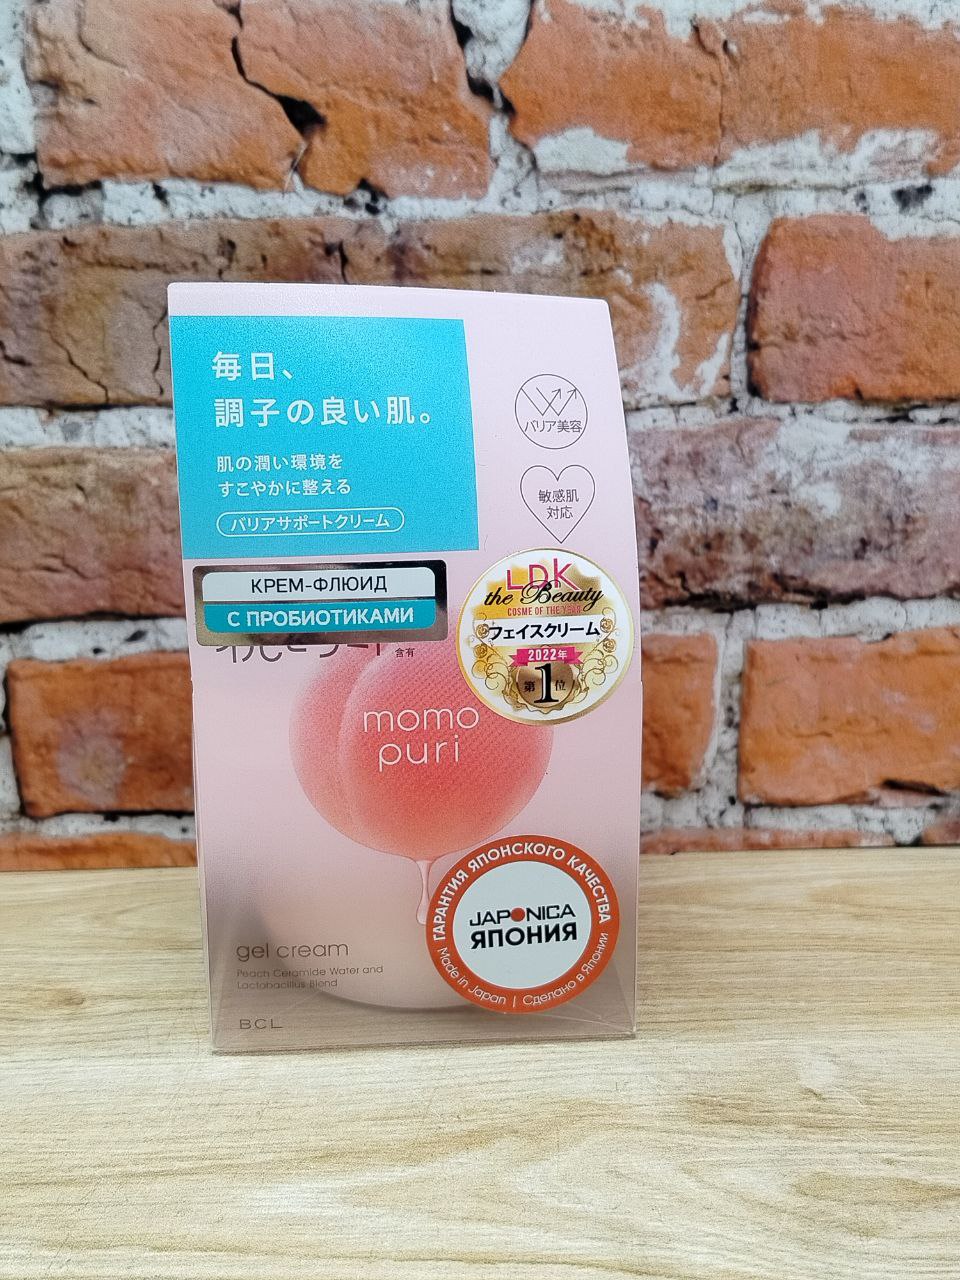 毎日、
調子の良い肌。
肌の潤い環境を
すこやかに整える
バリアサポートクリーム
バリア美容
敏感肌
対応
КРЕМ-ФЛЮИД
С ПРОБИОТИКАМИ
含有
LDK
the Beauty
COSME OF THE YEAR
フェイスクリーム
2022年
第1位
momo
puri
ГАРАНТИЯ ЯПОНСКОГО КАЧЕСТВА
JAPONICA
ЯПОНИЯ
Made in Japan | Сделано в Японии
gel cream
Peach Ceramide Water and
Lactobacillus Blend
BCL